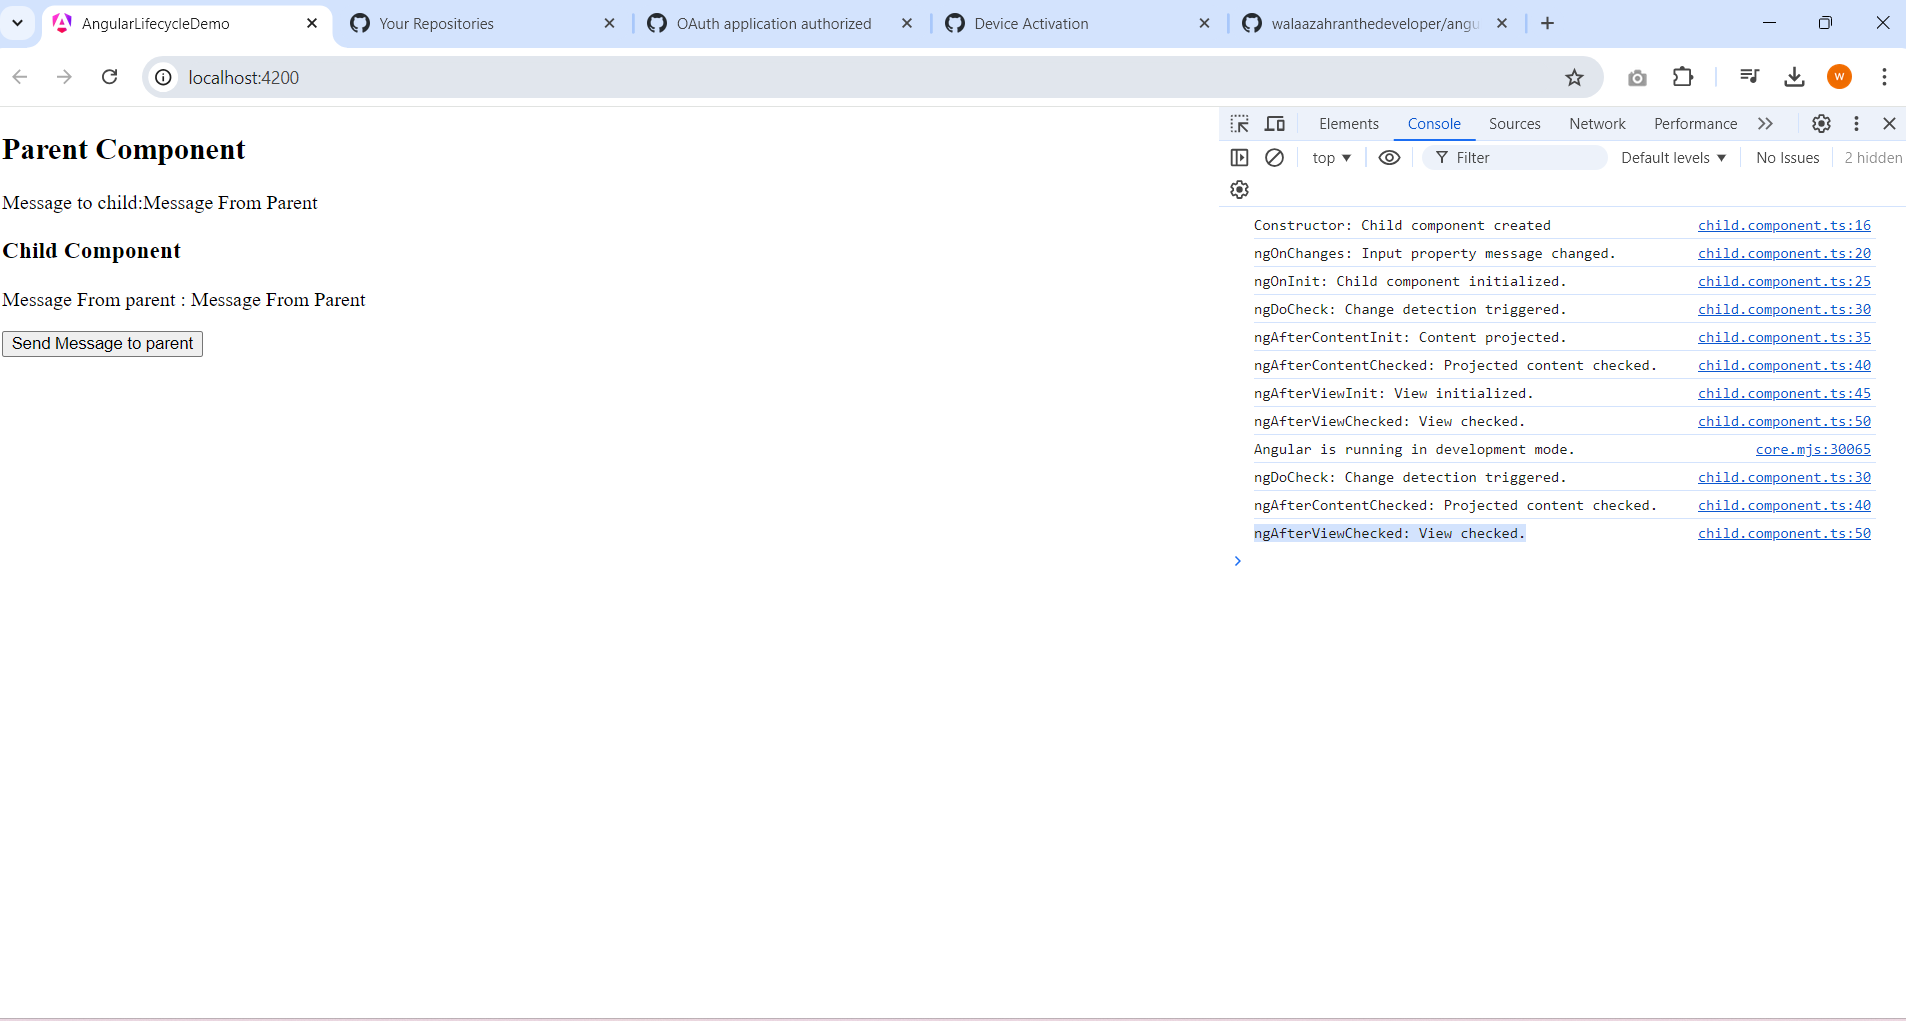 AngularLifecycleDemo
Your Repositories
OAuth application authorized
Device Activation
walaazahranthedeveloper/angu
localhost:4200
W
Elements Console Sources Network Performance
top Filter Default levels No Issues 2 hidden
Parent Component
Message to child:Message From Parent
Child Component
Message From parent : Message From Parent
Send Message to parent
Constructor: Child component created child.component.ts:16
ngOnChanges: Input property message changed. child.component.ts:20
ngOnInit: Child component initialized. child.component.ts:25
ngDoCheck: Change detection triggered. child.component.ts:30
ngAfterContentInit: Content projected. child.component.ts:35
ngAfterContentChecked: Projected content checked. child.component.ts:40
ngAfterViewInit: View initialized. child.component.ts:45
ngAfterViewChecked: View checked. child.component.ts:50
Angular is running in development mode. core.mjs:30065
ngDoCheck: Change detection triggered. child.component.ts:30
ngAfterContentChecked: Projected content checked. child.component.ts:40
ngAfterViewChecked: View checked. child.component.ts:50